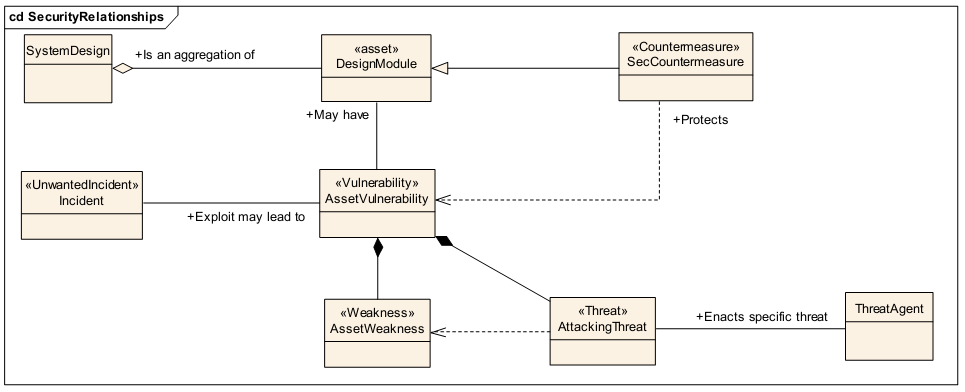 cd SecurityRelationships
SystemDesign
+Is an aggregation of
«asset»
DesignModule
«Countermeasure»
SecCountermeasure
+May have
+Protects
«UnwantedIncident»
Incident
+Exploit may lead to
«Vulnerability»
AssetVulnerability
«Weakness»
AssetWeakness
«Threat»
AttackingThreat
+Enacts specific threat
ThreatAgent